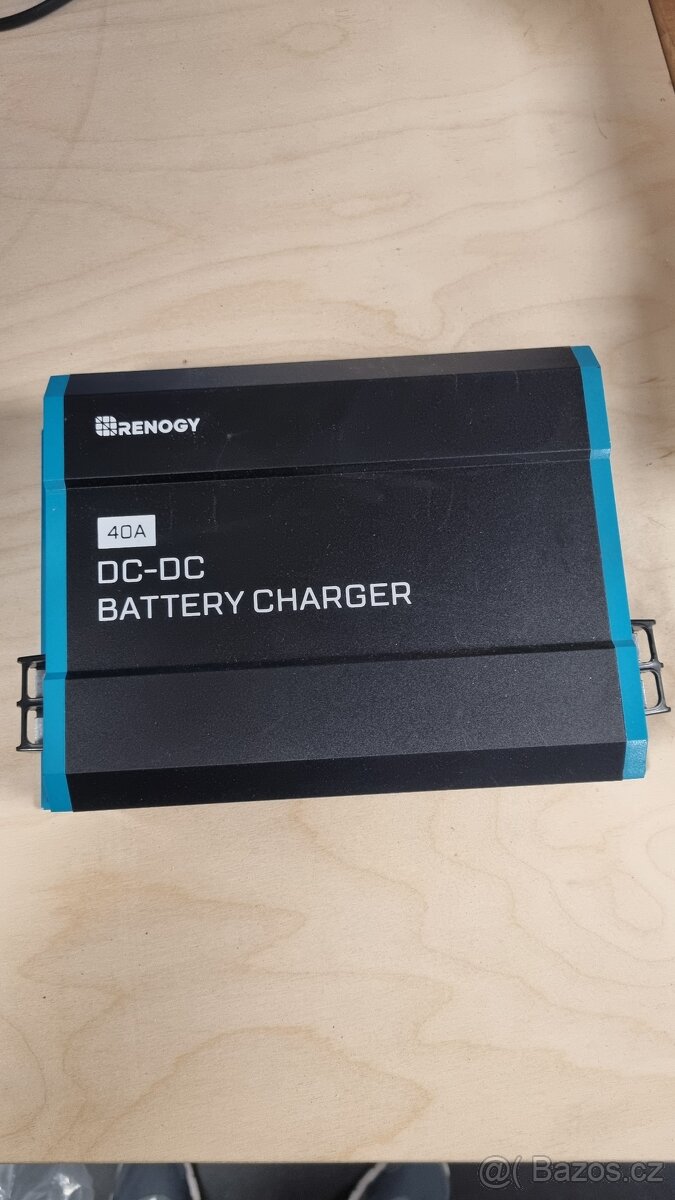 RENOGY
40A
DC-DC
BATTERY CHARGER
@( Bazos.cz